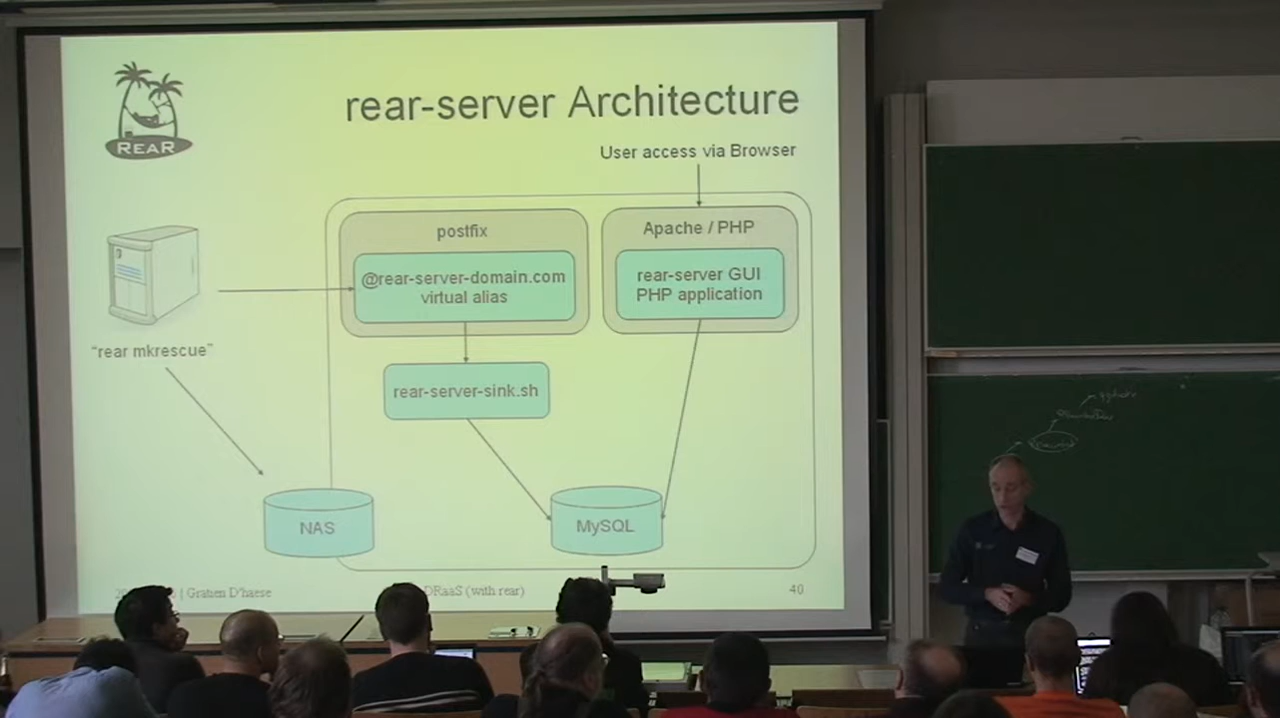 REAR
rear-server Architecture
User access via Browser
postfix
Apache / PHP
@rear-server-domain.com
virtual alias
rear-server GUI
PHP application
"rear mkrescue"
rear-server-sink.sh
NAS
MySQL
| Gratien D'haese
DRaaS (with rear)
40